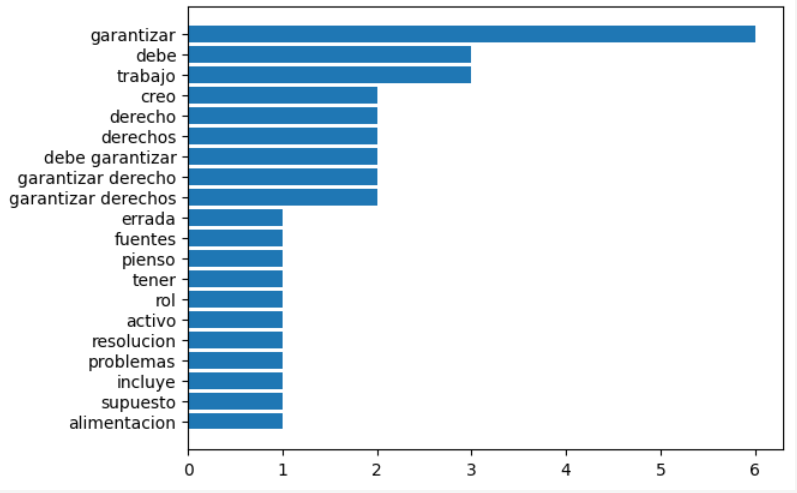 garantizar
debe
trabajo
creo
derecho
derechos
debe garantizar
garantizar derecho
garantizar derechos
errada
fuentes
pienso
tener
rol
activo
resolucion
problemas
incluye
supuesto
alimentacion
0 1 2 3 4 5 6